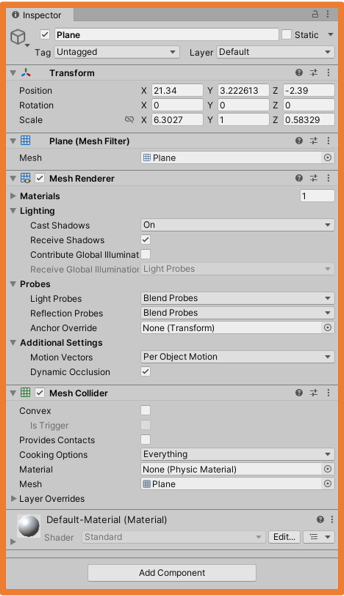 Inspector
Plane
Static
Tag Untagged Layer Default
Transform
Position X 21.34 Y 3.222613 Z -2.39
Rotation X 0 Y 0 Z 0
Scale X 6.3027 Y 1 Z 0.58329
Plane (Mesh Filter)
Mesh Plane
Mesh Renderer
Materials 1
Lighting
Cast Shadows On
Receive Shadows
Contribute Global Illuminat
Receive Global Illumination Light Probes
Probes
Light Probes Blend Probes
Reflection Probes Blend Probes
Anchor Override None (Transform)
Additional Settings
Motion Vectors Per Object Motion
Dynamic Occlusion
Mesh Collider
Convex
Is Trigger
Provides Contacts
Cooking Options Everything
Material None (Physic Material)
Mesh Plane
Layer Overrides
Default-Material (Material)
Shader Standard Edit...
Add Component